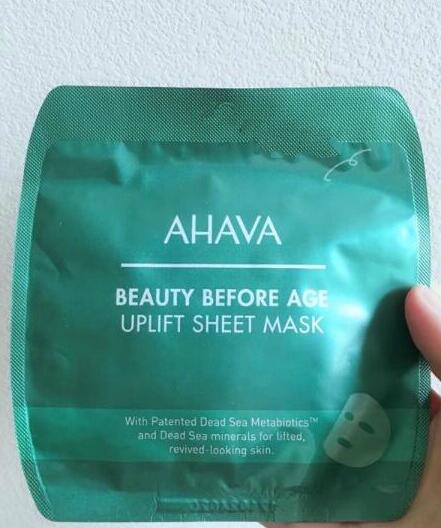 AHAVA
BEAUTY BEFORE AGE
UPLIFT SHEET MASK
With Patented Dead Sea Metabiotics™
and Dead Sea minerals for lifted,
revived-looking skin.